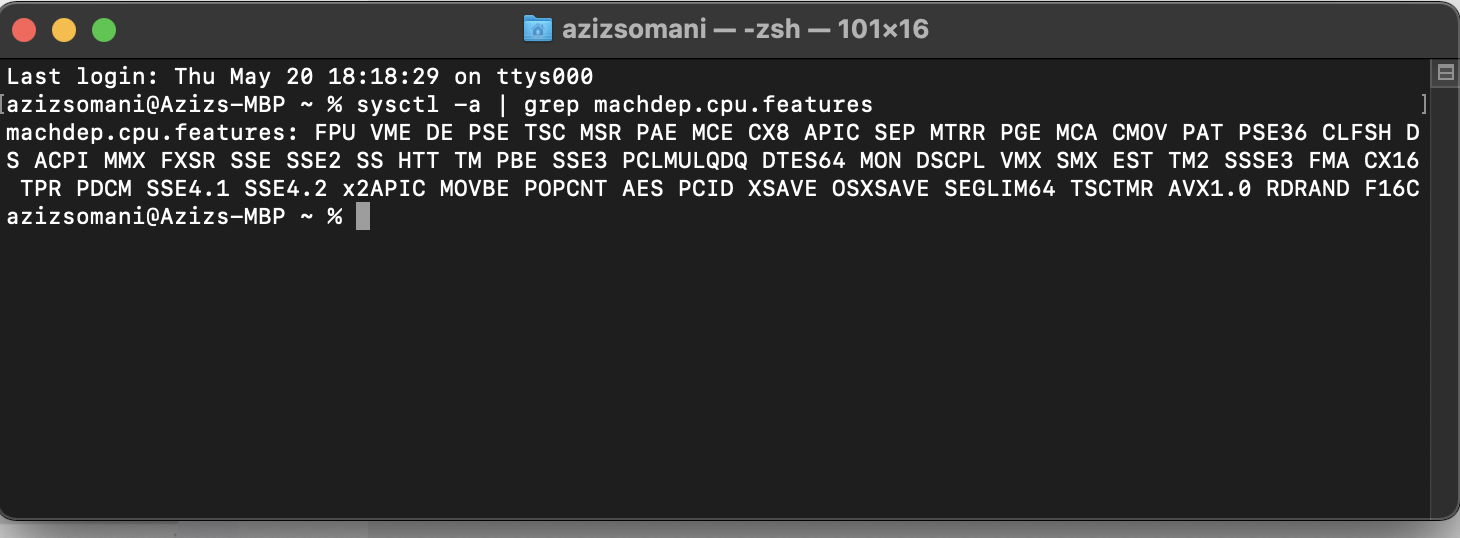 azizsomani — -zsh — 101×16
Last login: Thu May 20 18:18:29 on ttys000
[azizsomani@Azizs-MBP ~ % sysctl -a | grep machdep.cpu.features ]
machdep.cpu.features: FPU VME DE PSE TSC MSR PAE MCE CX8 APIC SEP MTRR PGE MCA CMOV PAT PSE36 CLFSH D
S ACPI MMX FXSR SSE SSE2 SS HTT TM PBE SSE3 PCLMULQDQ DTES64 MON DSCPL VMX SMX EST TM2 SSSE3 FMA CX16
 TPR PDCM SSE4.1 SSE4.2 x2APIC MOVBE POPCNT AES PCID XSAVE OSXSAVE SEGLIM64 TSCTMR AVX1.0 RDRAND F16C
azizsomani@Azizs-MBP ~ %